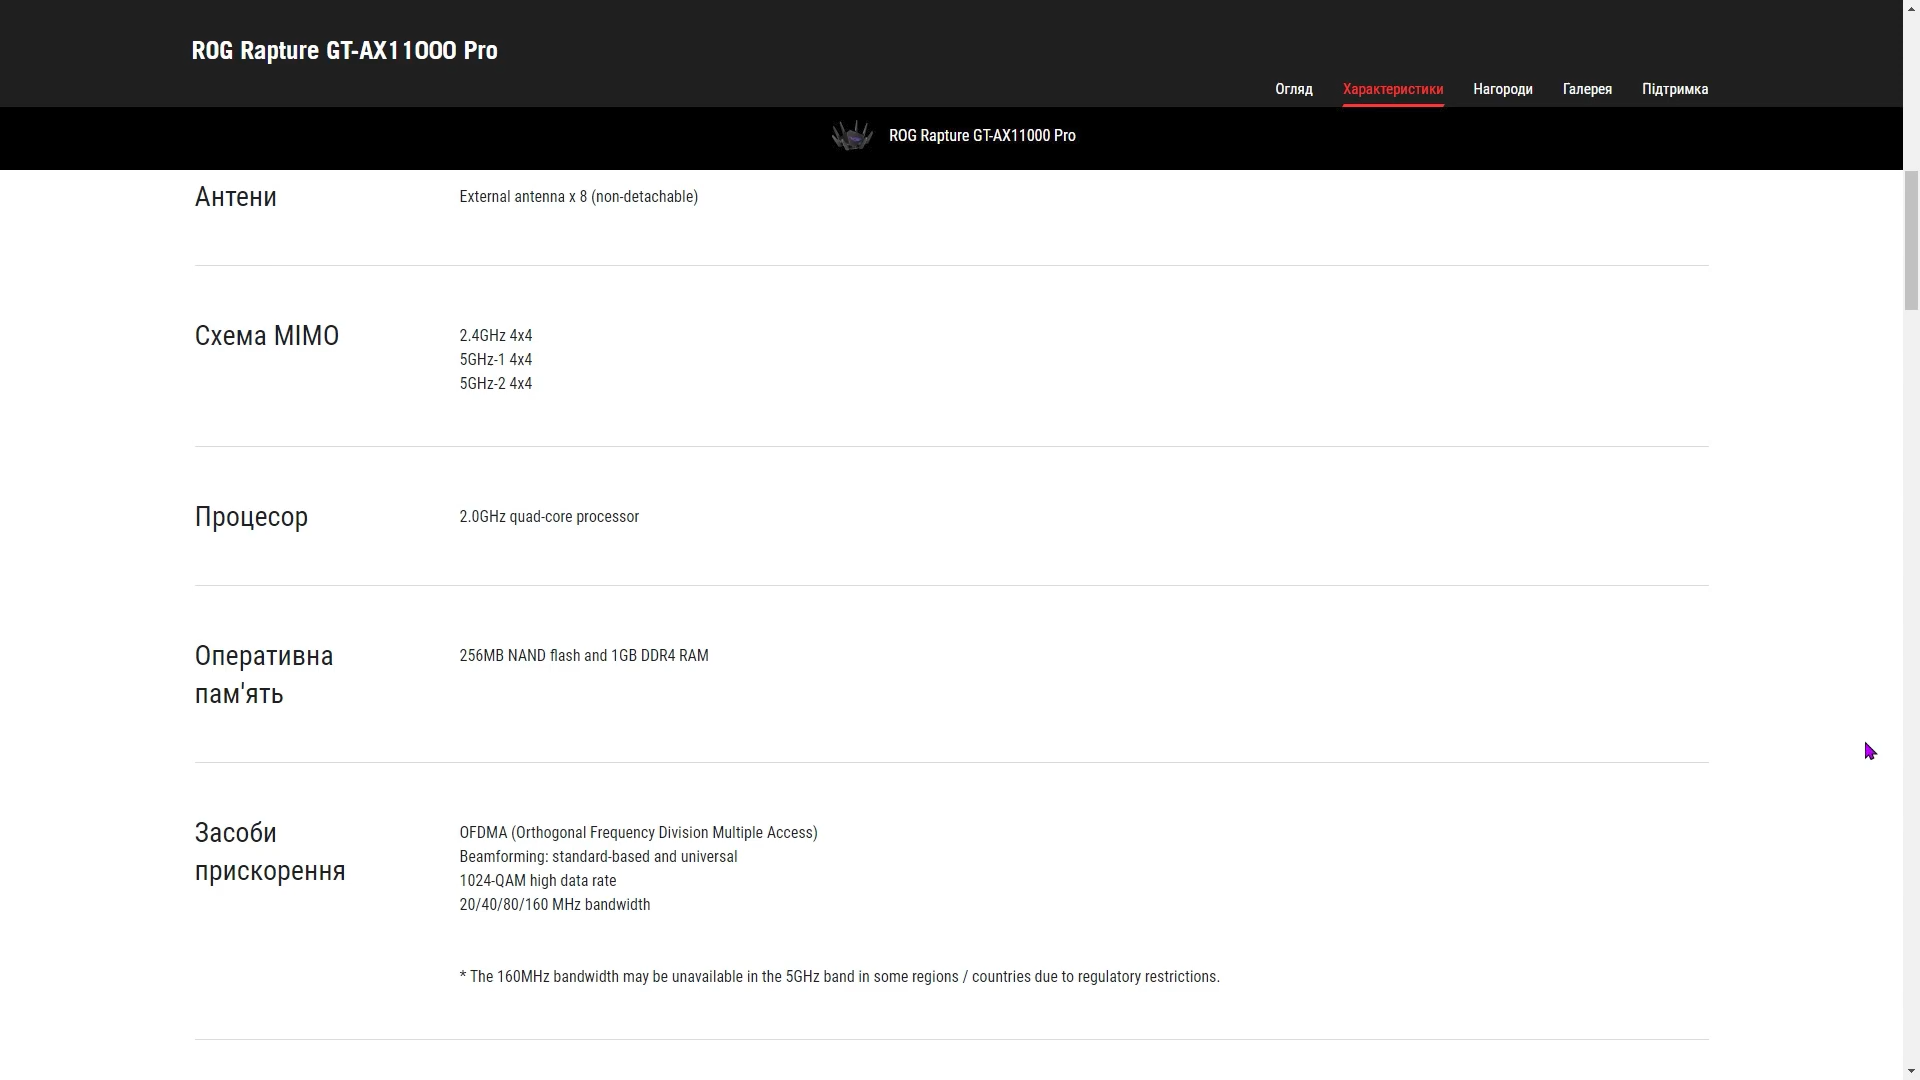 ROG Rapture GT-AX11000 Pro
Огляд Характеристики Нагороди Галерея Підтримка
ROG Rapture GT-AX11000 Pro
Антени
External antenna x 8 (non-detachable)
Схема MIMO
2.4GHz 4x4
5GHz-1 4x4
5GHz-2 4x4
Процесор
2.0GHz quad-core processor
Оперативна
пам'ять
256MB NAND flash and 1GB DDR4 RAM
Засоби
прискорення
OFDMA (Orthogonal Frequency Division Multiple Access)
Beamforming: standard-based and universal
1024-QAM high data rate
20/40/80/160 MHz bandwidth
* The 160MHz bandwidth may be unavailable in the 5GHz band in some regions / countries due to regulatory restrictions.